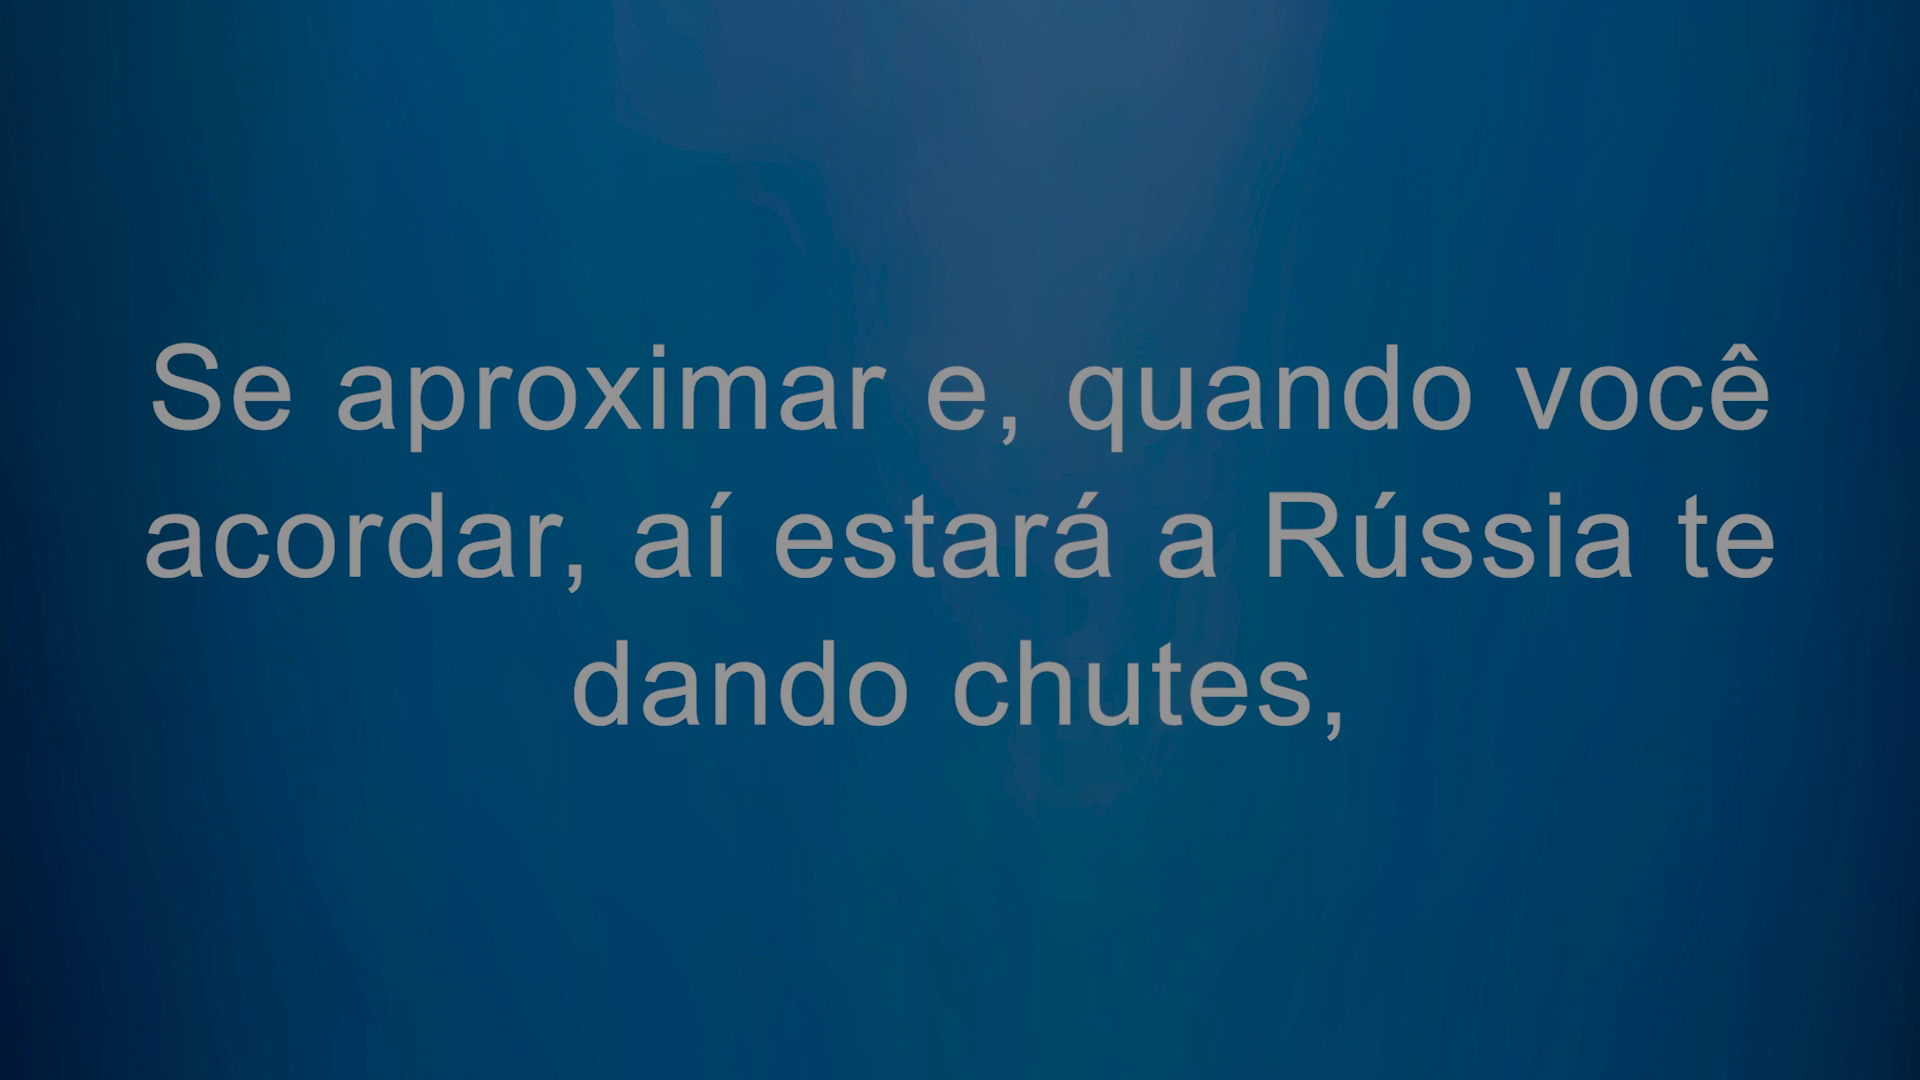 Se aproximar e, quando você
acordar, aí estará a Rússia te
dando chutes,